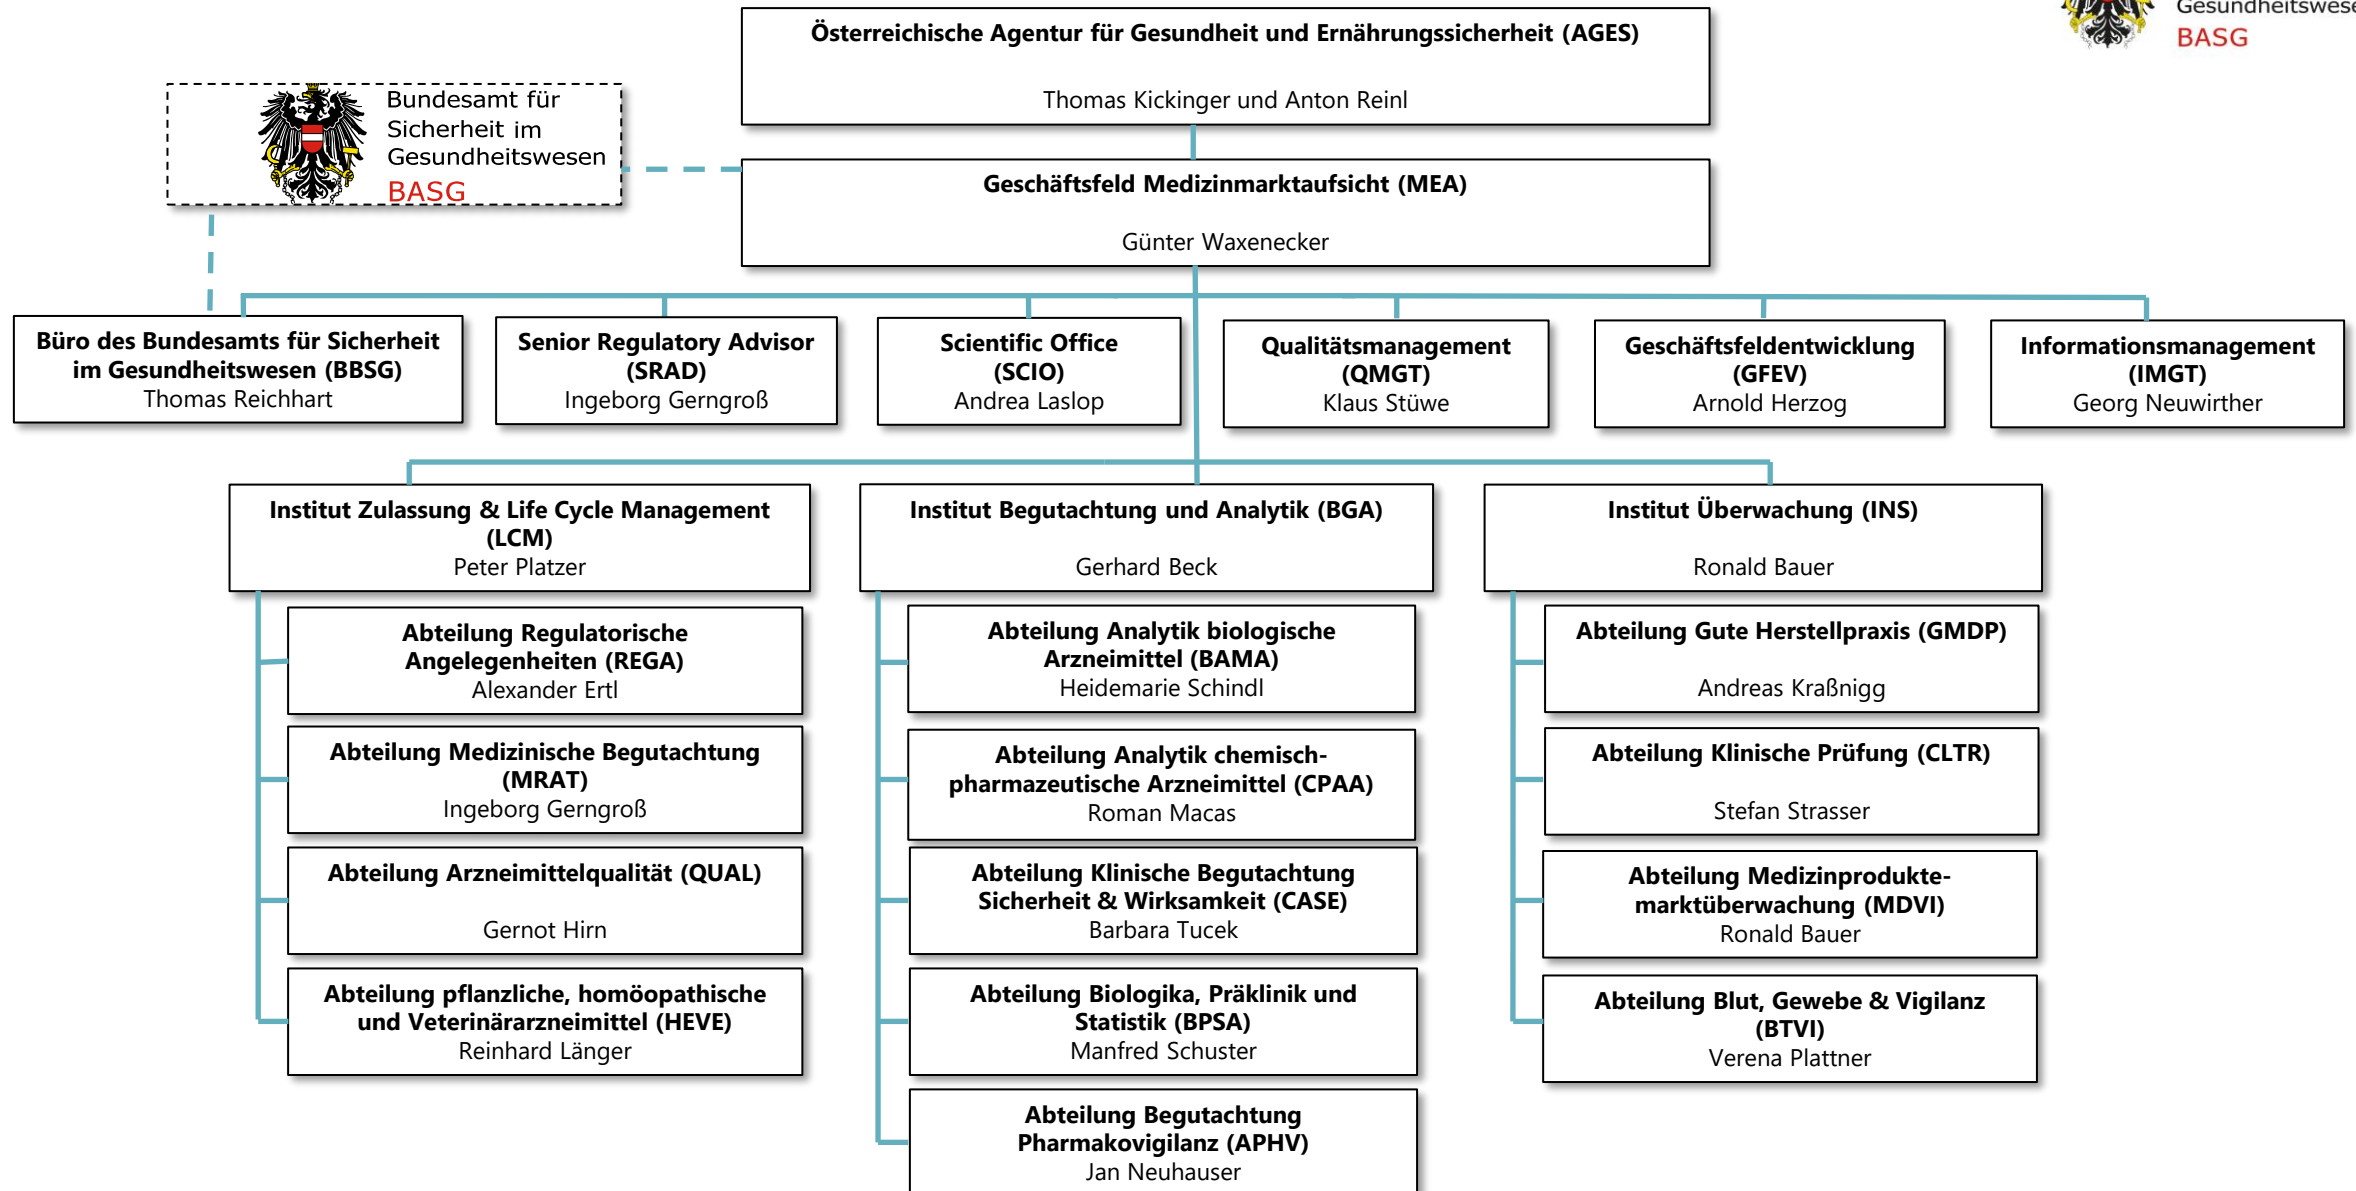 Gesundheitswese
BASG
Österreichische Agentur für Gesundheit und Ernährungssicherheit (AGES)
Thomas Kickinger und Anton Reinl
Bundesamt für
Sicherheit im
Gesundheitswesen
BASG
Geschäftsfeld Medizinmarktaufsicht (MEA)
Günter Waxenecker
Büro des Bundesamts für Sicherheit
im Gesundheitswesen (BBSG)
Thomas Reichhart
Senior Regulatory Advisor
(SRAD)
Ingeborg Gerngroß
Scientific Office
(SCIO)
Andrea Laslop
Qualitätsmanagement
(QMGT)
Klaus Stüwe
Geschäftsfeldentwicklung
(GFEV)
Arnold Herzog
Informationsmanagement
(IMGT)
Georg Neuwirther
Institut Zulassung & Life Cycle Management
(LCM)
Peter Platzer
Abteilung Regulatorische
Angelegenheiten (REGA)
Alexander Ertl
Abteilung Medizinische Begutachtung
(MRAT)
Ingeborg Gerngroß
Abteilung Arzneimittelqualität (QUAL)
Gernot Hirn
Abteilung pflanzliche, homöopathische
und Veterinärarzneimittel (HEVE)
Reinhard Länger
Institut Begutachtung und Analytik (BGA)
Gerhard Beck
Abteilung Analytik biologische
Arzneimittel (BAMA)
Heidemarie Schindl
Abteilung Analytik chemisch-
pharmazeutische Arzneimittel (CPAA)
Roman Macas
Abteilung Klinische Begutachtung
Sicherheit & Wirksamkeit (CASE)
Barbara Tucek
Abteilung Biologika, Präklinik und
Statistik (BPSA)
Manfred Schuster
Abteilung Begutachtung
Pharmakovigilanz (APHV)
Jan Neuhauser
Institut Überwachung (INS)
Ronald Bauer
Abteilung Gute Herstellpraxis (GMDP)
Andreas Kraßnigg
Abteilung Klinische Prüfung (CLTR)
Stefan Strasser
Abteilung Medizinprodukte-
marktüberwachung (MDVI)
Ronald Bauer
Abteilung Blut, Gewebe & Vigilanz
(BTVI)
Verena Plattner